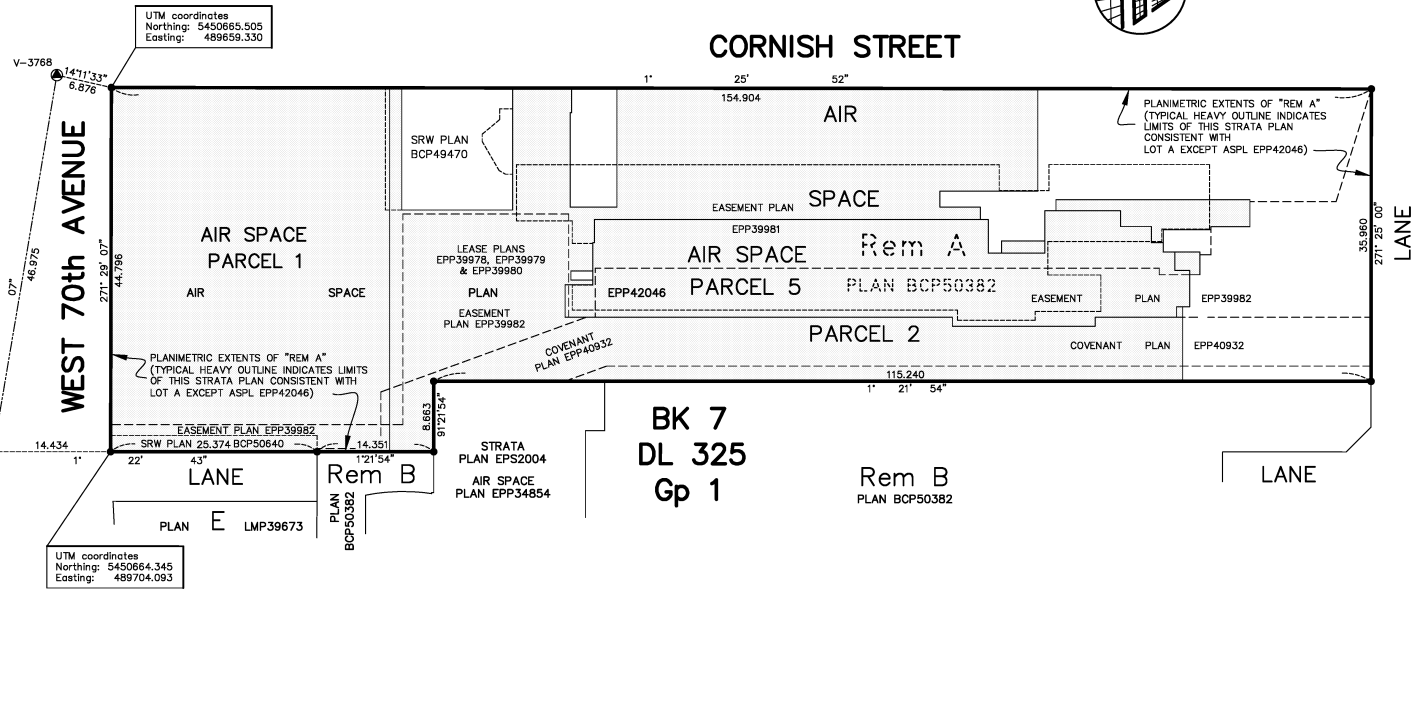 UTM coordinates
Northing: 5450665.505
Easting: 489659.330
V-3768
14°11'33"
6.876
CORNISH STREET
1° 25' 52"
154.904
WEST 70th AVENUE
07"
46.975
271° 29' 07"
44.796
AIR SPACE
PARCEL 1
AIR SPACE
SRW PLAN
BCP49470
LEASE PLANS
EPP39978, EPP39979
& EPP39980
PLAN
EASEMENT
PLAN EPP39982
AIR
SPACE
EASEMENT PLAN
EPP39981
AIR SPACE
PARCEL 5
EPP42046
Rem A
PLAN BCP50382
EASEMENT PLAN EPP39982
PARCEL 2
COVENANT PLAN EPP40932
COVENANT
PLAN EPP40932
PLANIMETRIC EXTENTS OF "REM A"
(TYPICAL HEAVY OUTLINE INDICATES
LIMITS OF THIS STRATA PLAN
CONSISTENT WITH
LOT A EXCEPT ASPL EPP42046)
35.960
271° 25' 00"
LANE
PLANIMETRIC EXTENTS OF "REM A"
(TYPICAL HEAVY OUTLINE INDICATES LIMITS
OF THIS STRATA PLAN CONSISTENT WITH
LOT A EXCEPT ASPL EPP42046)
115.240
1° 21' 54"
8.663
91°21'54"
EASEMENT PLAN EPP39982
SRW PLAN 25.374 BCP50640
14.351
1°21'54"
14.434
1° 22' 43"
LANE
Rem B
PLAN
BCP50382
PLAN E LMP39673
STRATA
PLAN EPS2004
AIR SPACE
PLAN EPP34854
BK 7
DL 325
Gp 1
Rem B
PLAN BCP50382
LANE
UTM coordinates
Northing: 5450664.345
Easting: 489704.093